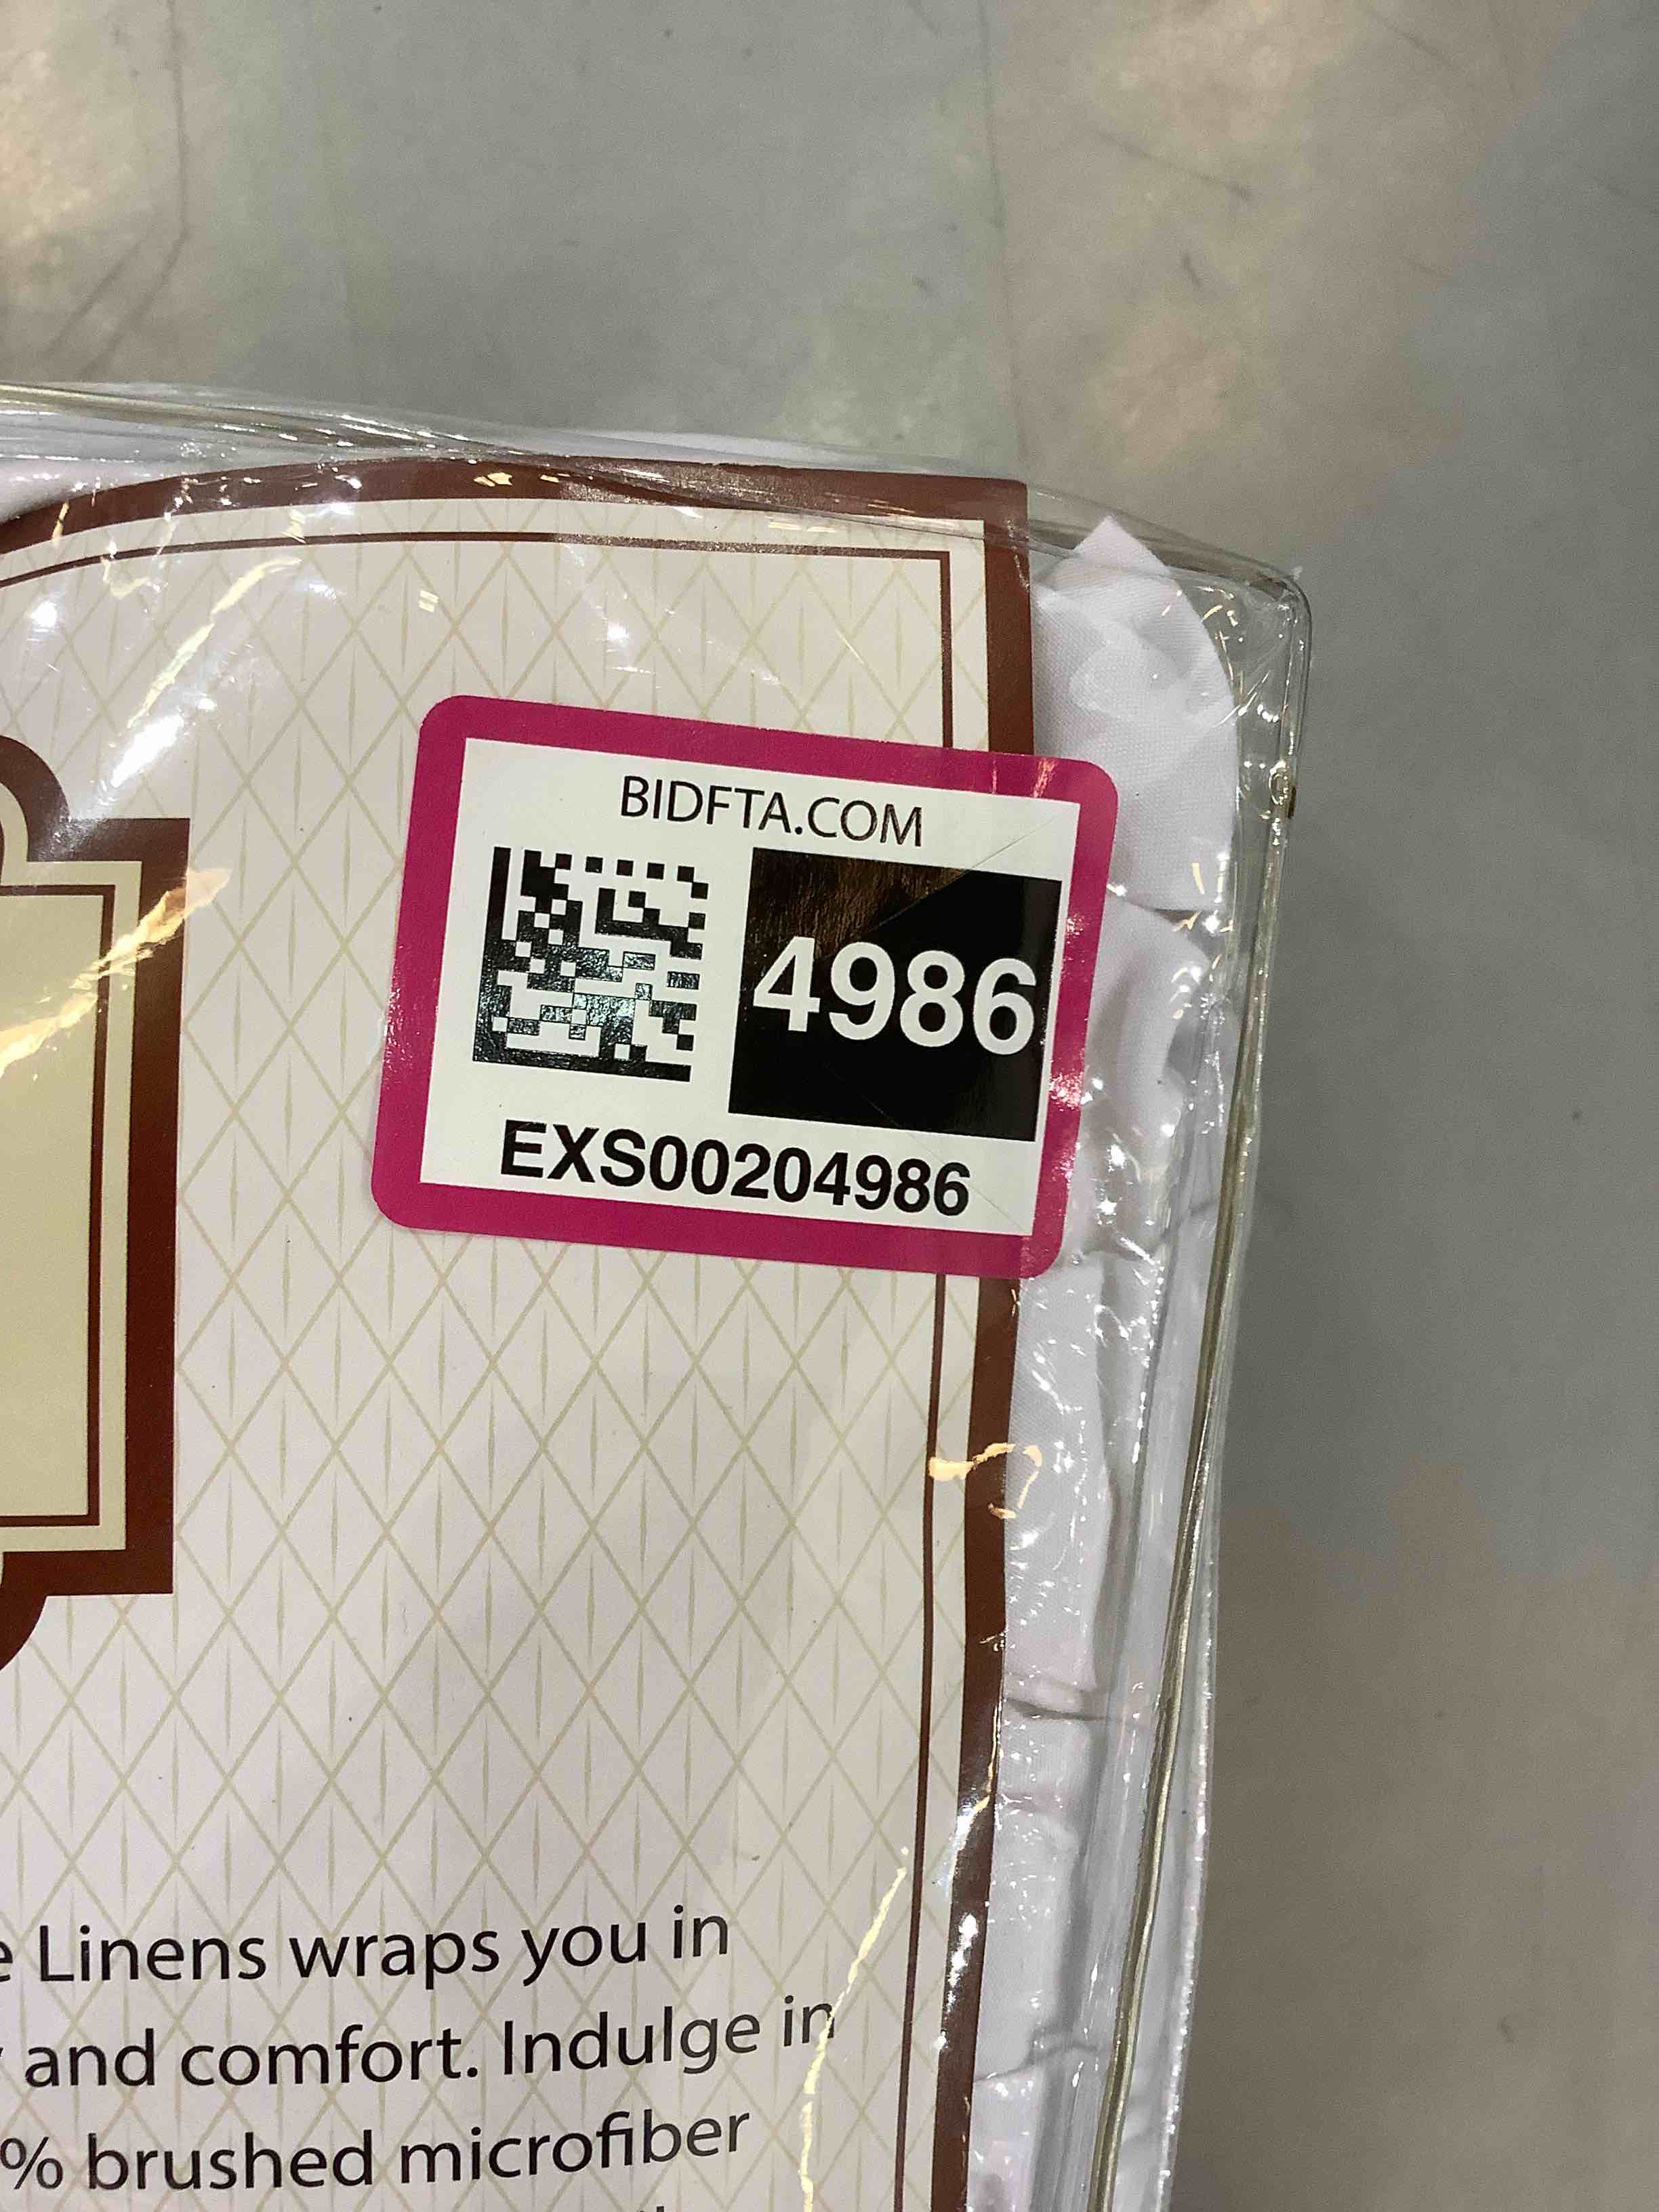 BIDFTA.COM
4986
EXS00204986
e Linens wraps you in
and comfort. Indulge in
% brushed microfiber